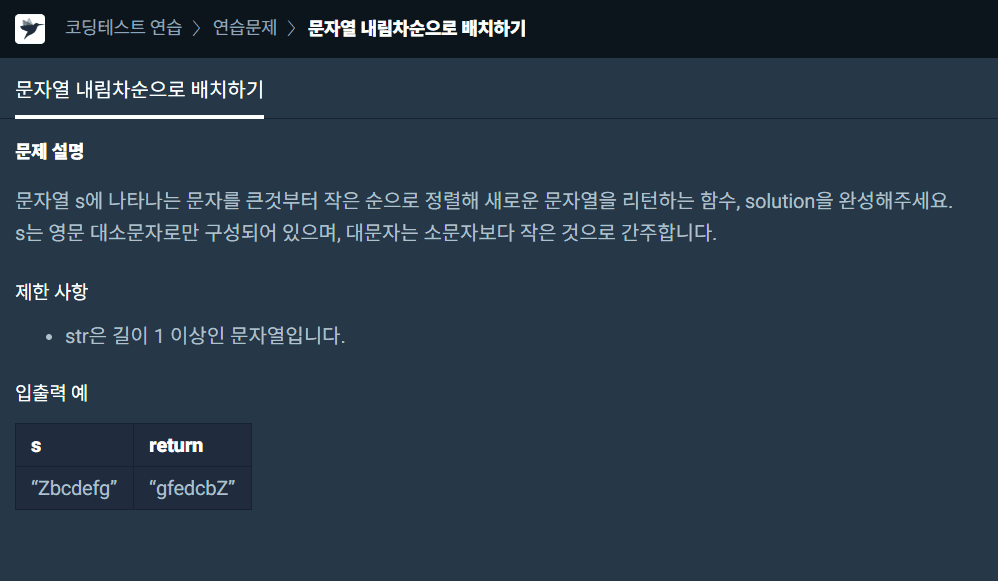 코딩테스트 연습 > 연습문제 > 문자열 내림차순으로 배치하기
문자열 내림차순으로 배치하기
문제 설명
문자열 s에 나타나는 문자를 큰것부터 작은 순으로 정렬해 새로운 문자열을 리턴하는 함수, solution을 완성해주세요.
s는 영문 대소문자로만 구성되어 있으며, 대문자는 소문자보다 작은 것으로 간주합니다.
제한 사항
• str은 길이 1 이상인 문자열입니다.
입출력 예
s return
“Zbcdefg” “gfedcbZ”